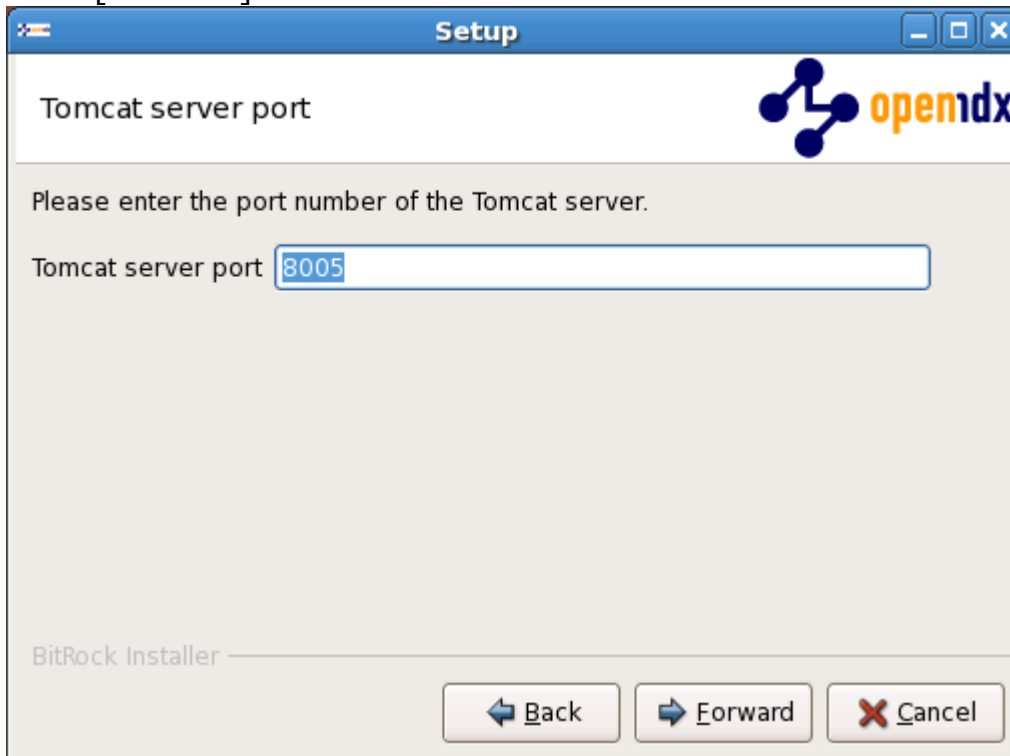 Setup
Tomcat server port
openmdx
Please enter the port number of the Tomcat server.
Tomcat server port 8005
BitRock Installer
Back Forward Cancel